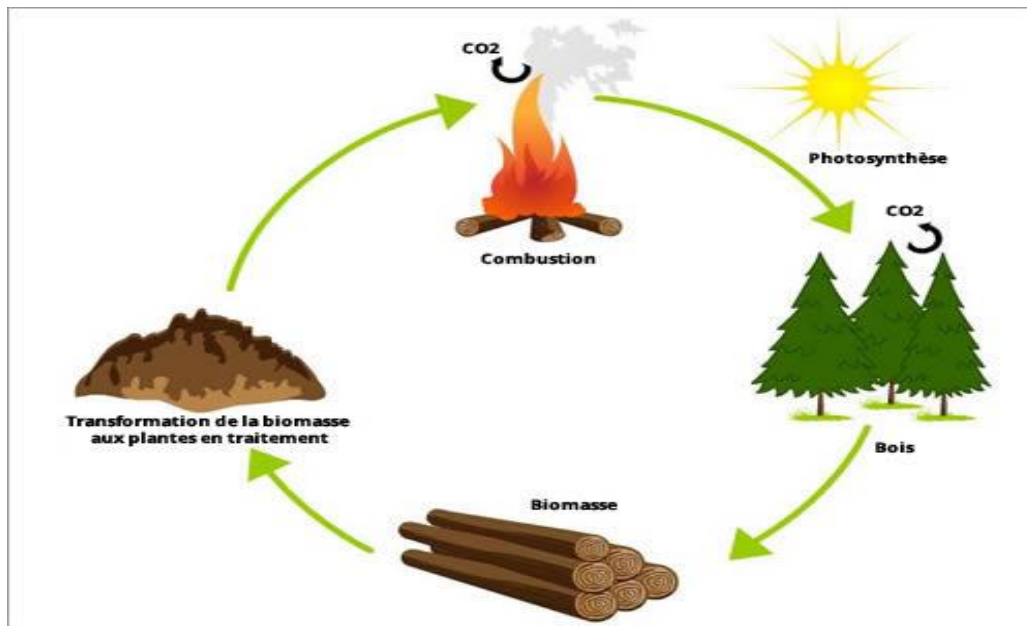 CO2
Photosynthèse
CO2
Combustion
Transformation de la biomasse
aux plantes en traitement
Bois
Biomasse